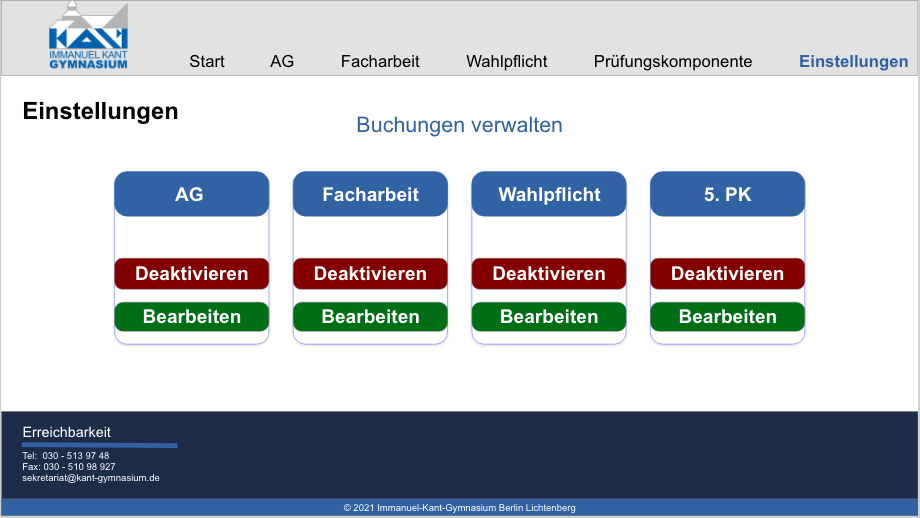 KANT
IMMANUEL KANT
GYMNASIUM
Start AG Facharbeit Wahlpflicht Prüfungskomponente Einstellungen
Einstellungen
Buchungen verwalten
AG Facharbeit Wahlpflicht 5. PK
Deaktivieren Deaktivieren Deaktivieren Deaktivieren
Bearbeiten Bearbeiten Bearbeiten Bearbeiten
Erreichbarkeit
Tel: 030 - 513 97 48
Fax: 030 - 510 98 927
sekretariat@kant-gymnasium.de
© 2021 Immanuel-Kant-Gymnasium Berlin Lichtenberg